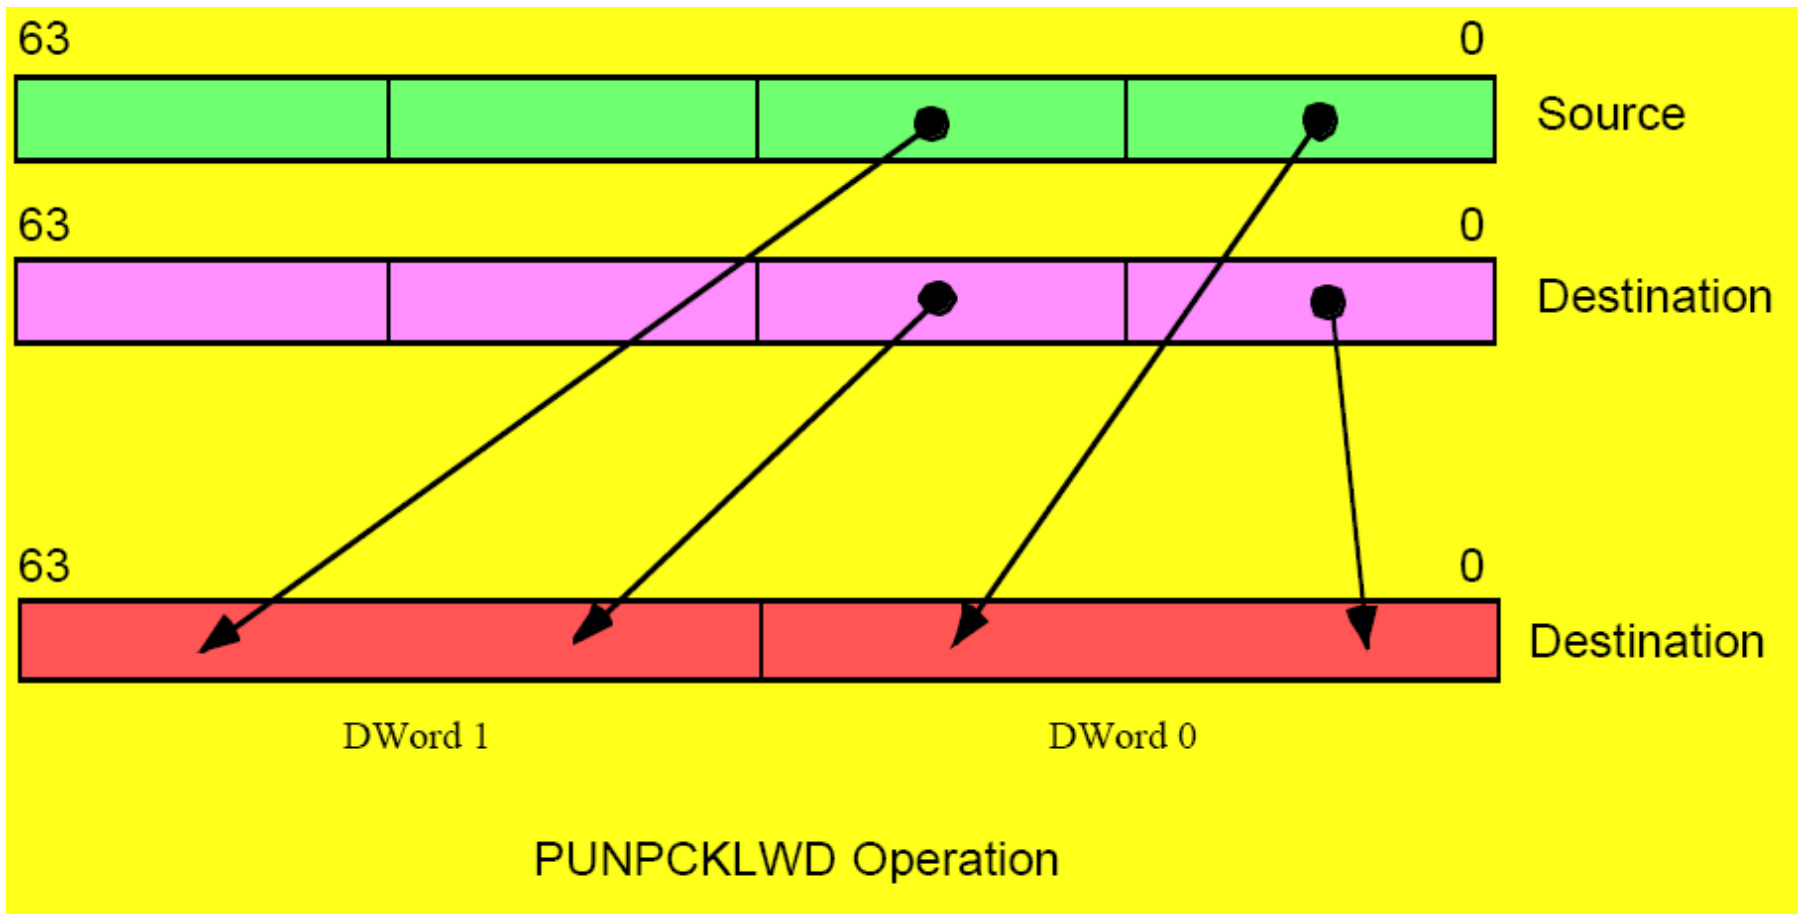 63 0
Source
63 0
Destination
63 0
Destination
DWord 1 DWord 0
PUNPCKLWD Operation